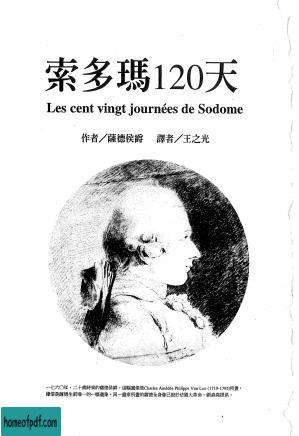 索多瑪120天
Les cent vingt journées de Sodome
作者／薩德侯爵 譯者／王之光
一七六〇年，二十歲時候的薩德侯爵。這幅畫像是Charles Amédée Philippe Van Loo (1719-1795)所畫，
homeofpdf.com